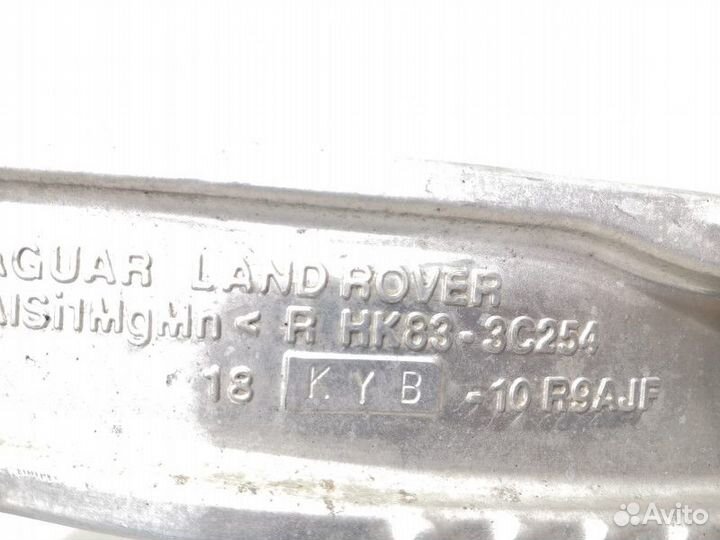 AGUAR LAND ROVER
AlSi1MgMn< R HK83-3C254
18 KYB -10 R9AJF
Avito